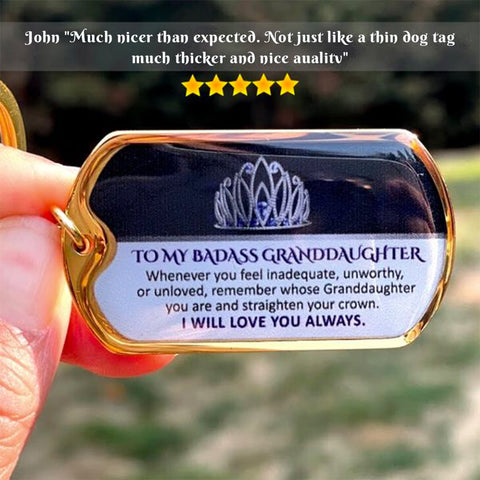 John "Much nicer than expected. Not just like a thin dog tag
much thicker and nice quality"
TO MY BADASS GRANDDAUGHTER
Whenever you feel inadequate, unworthy,
or unloved, remember whose Granddaughter
you are and straighten your crown.
I WILL LOVE YOU ALWAYS.